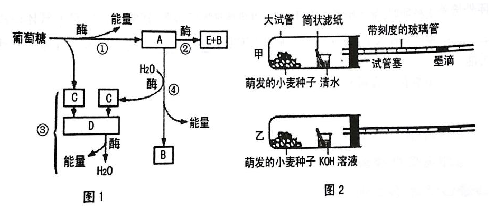 葡萄糖
酶
能量
①
A
酶
②
E+B
H₂O
酶
④
C
C
③
D
能量
酶
H₂O
能量
B
图1
大试管 筒状滤纸
带刻度的玻璃管
甲
试管塞
墨滴
萌发的小麦种子 清水
乙
萌发的小麦种子 KOH 溶液
图2